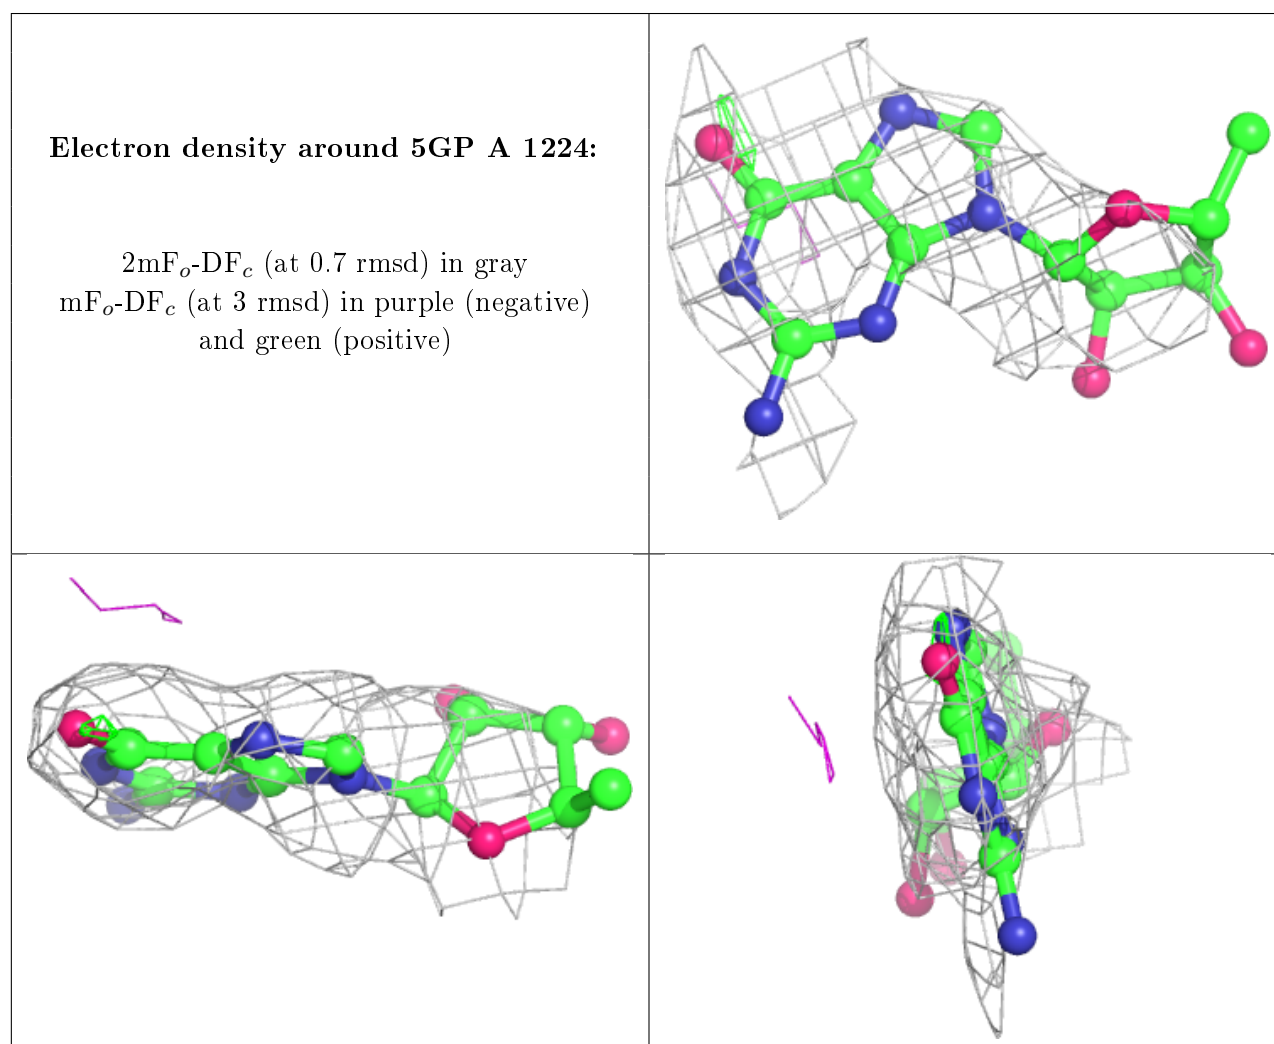 Electron density around 5GP A 1224:
2mFo-DFc (at 0.7 rmsd) in gray
mFo-DFc (at 3 rmsd) in purple (negative)
and green (positive)